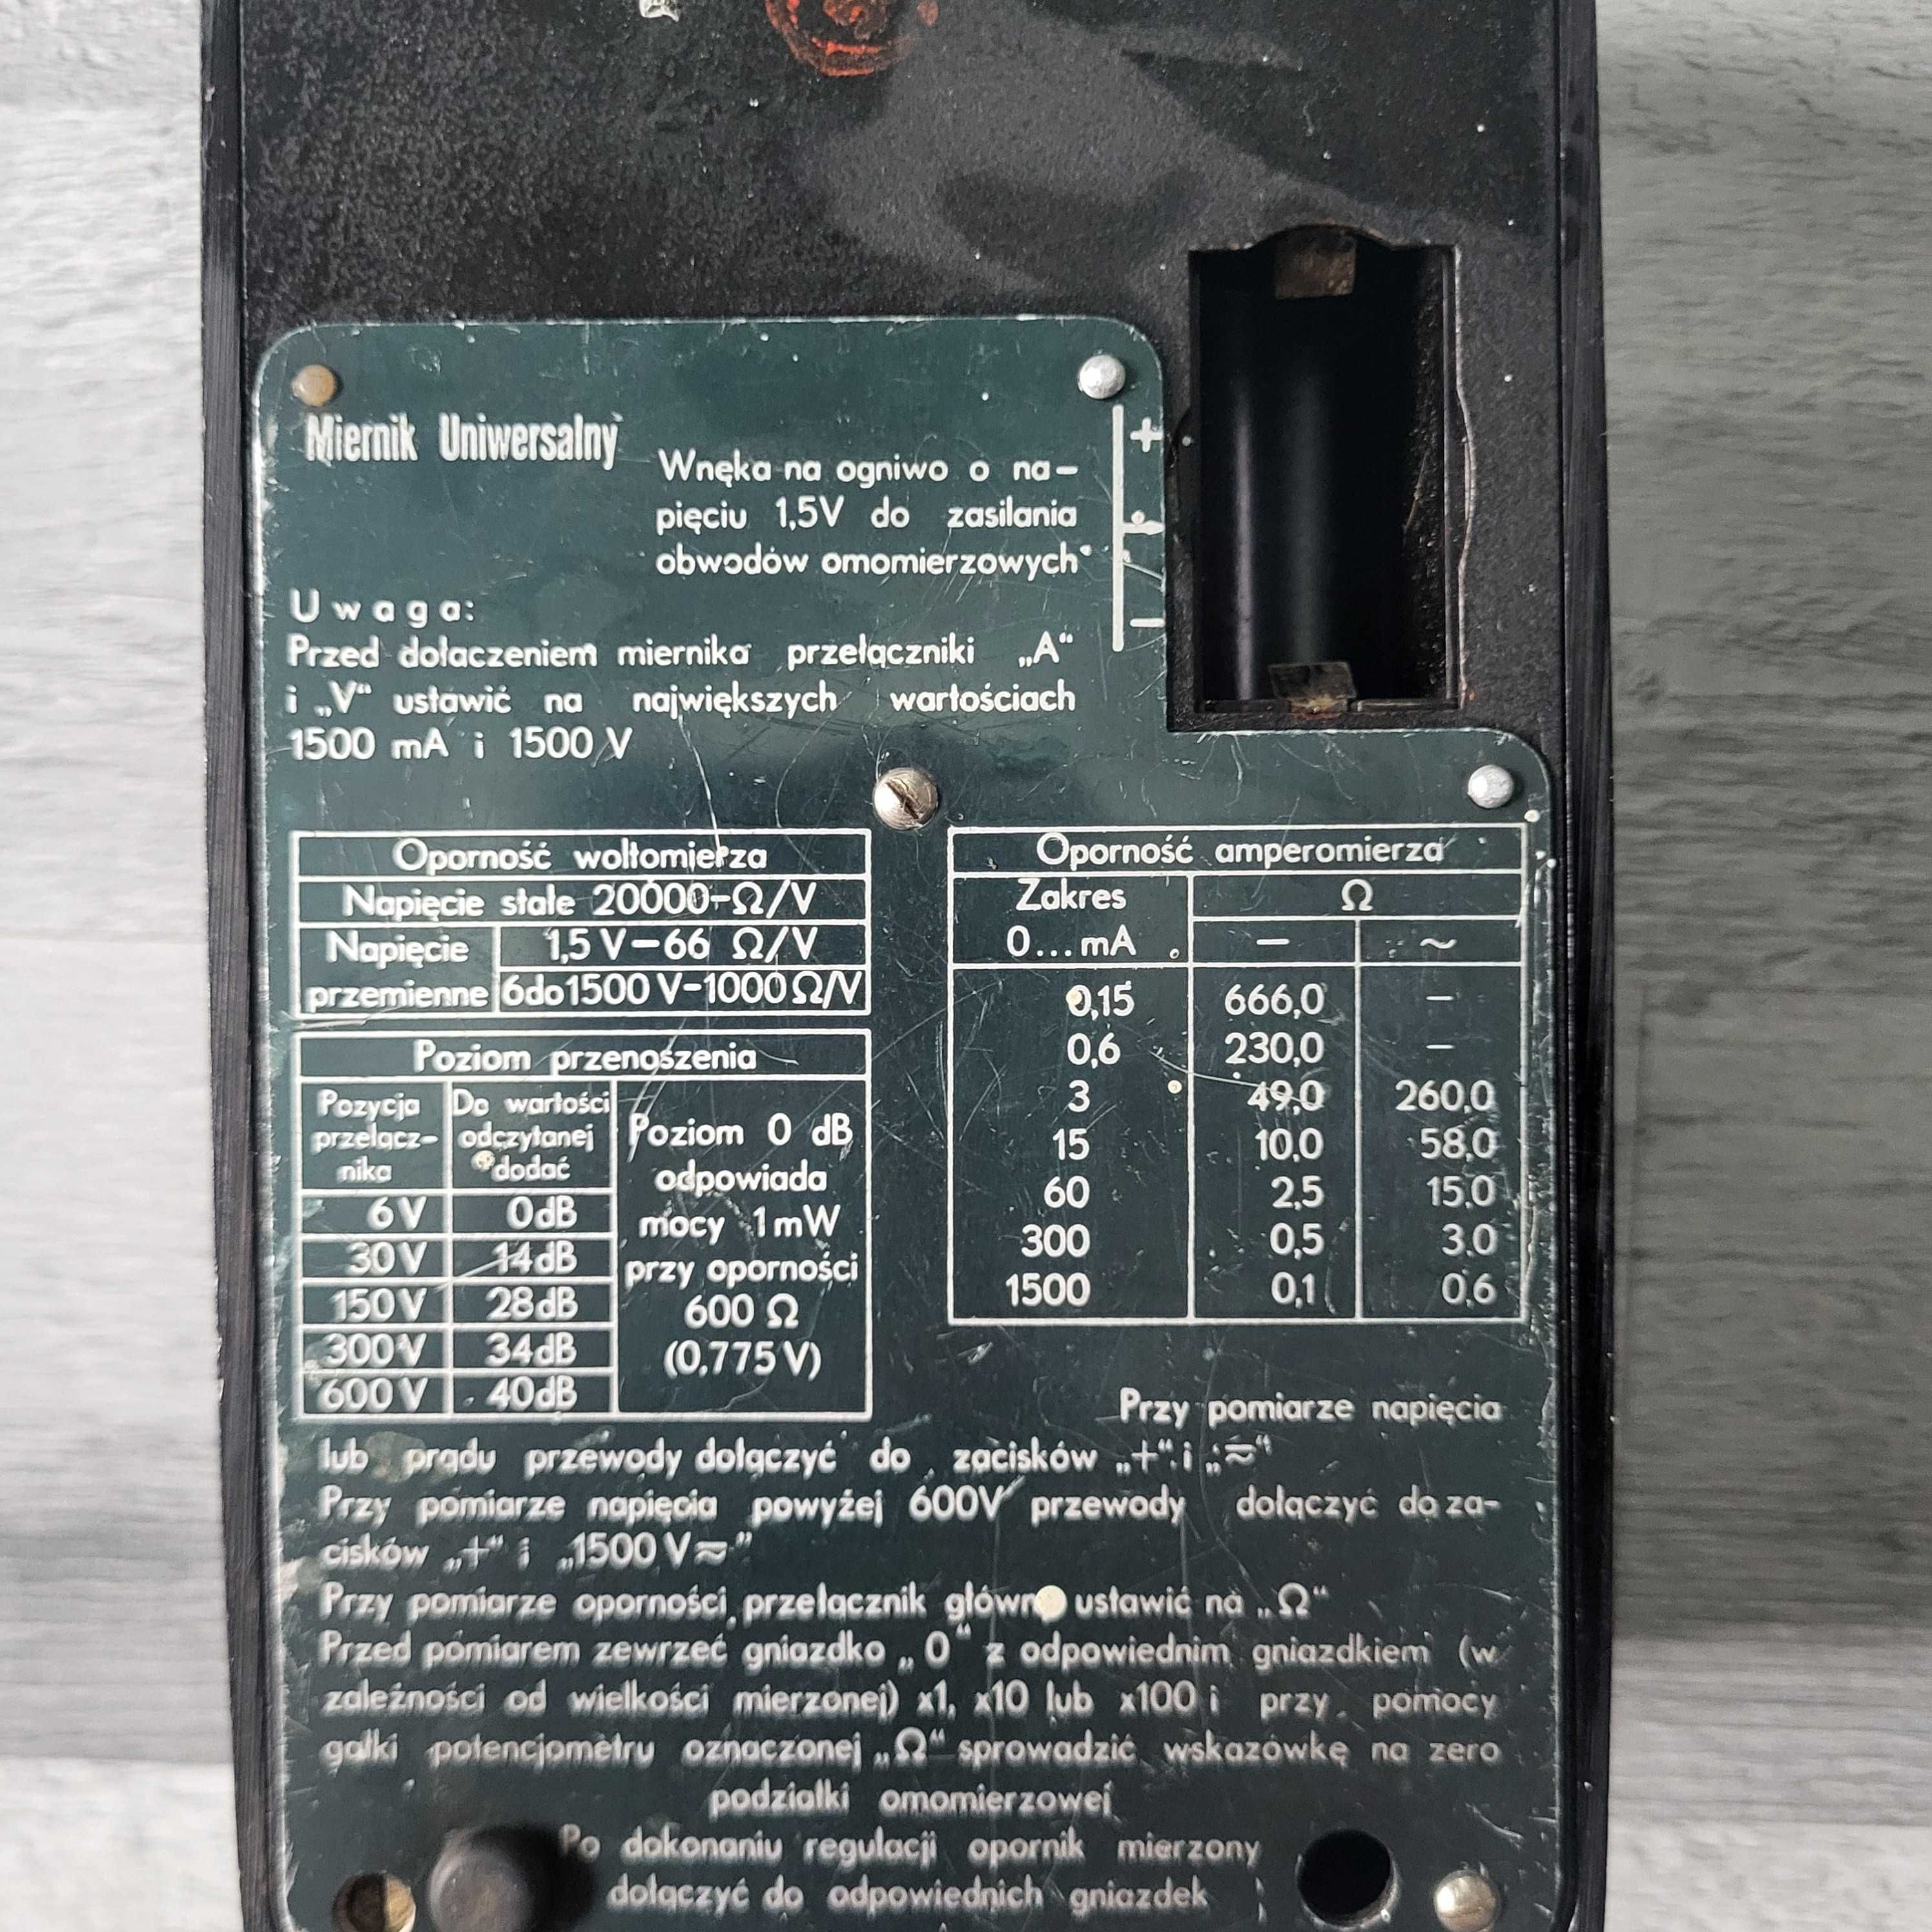 Miernik Uniwersalny
Wnęka na ogniwo o na-
pięciu 1,5V do zasilania
obwodów omomierzowych
+
−
Uwaga:
Przed dołaczeniem miernika przełączniki „A“
i „V“ ustawić na największych wartościach
1500 mA i 1500 V
Oporność woltomierza
Napięcie stałe 20000-Ω/V
Napięcie 1,5 V-66 Ω/V
przemienne 6do1500 V-1000Ω/V
Poziom przenoszenia
Pozycja przełącz-nika Do wartości odczytanej dodać
6V 0dB
30V 14dB
150V 28dB
300V 34dB
600V 40dB
Poziom 0 dB
odpowiada
mocy 1mW
przy oporności
600 Ω
(0,775V)
Oporność amperomierza
Zakres Ω
0...mA — ~
0,15 666,0 —
0,6 230,0 —
3 49,0 260,0
15 10,0 58,0
60 2,5 15,0
300 0,5 3.0
1500 0,1 0,6
Przy pomiarze napięcia
lub prądu przewody dołączyć do zacisków „+“ i „≂“
Przy pomiarze napięcia powyżej 600V przewody dołączyć do za-
cisków „+“ i „1500V≂”
Przy pomiarze oporności przełącznik ustawić na „Ω“
Przed pomiarem zewrzeć gniazdko „0“ z odpowiednim gniazdkiem (w
zależności od wielkości mierzonej) x1, x10 lub x100 i przy pomocy
gałki potencjometru oznaczonej „Ω“ sprowadzić wskazówkę na zero
podziałki omomierzowej
Po dokonaniu regulacji opornik mierzony
dołączyć do odpowiednich gniazdek